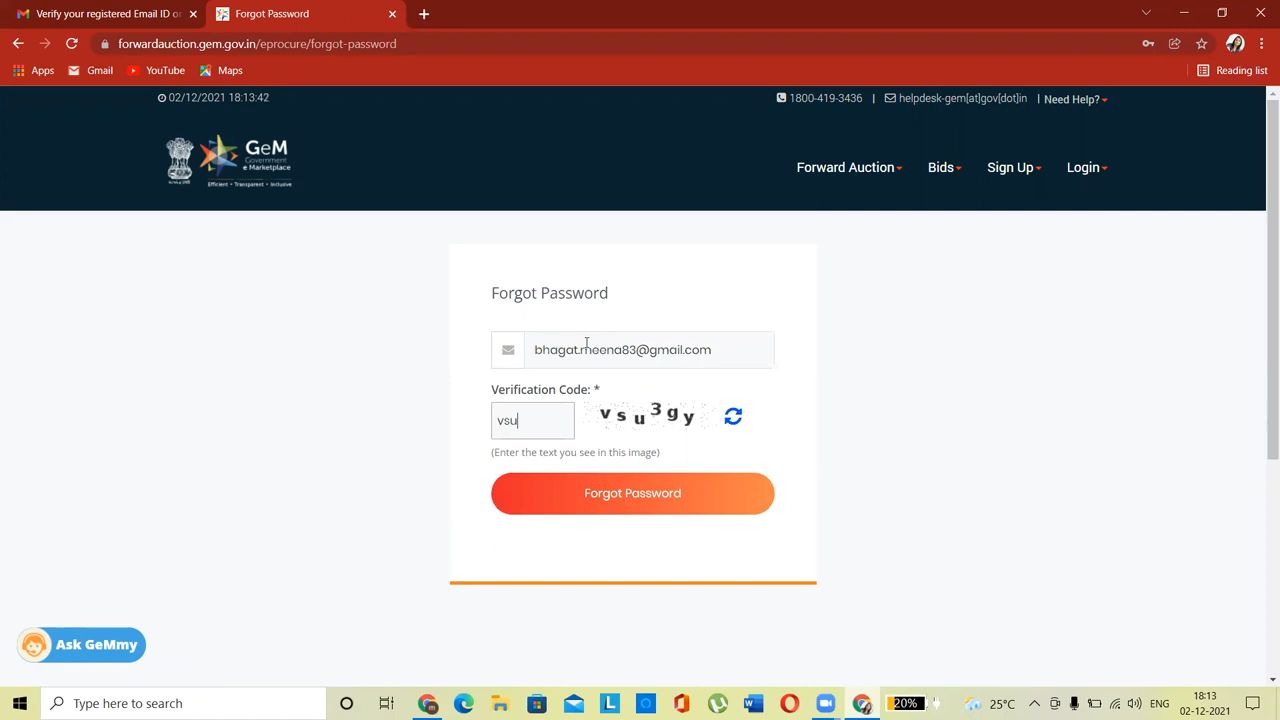 Verify your registered Email ID or
Forgot Password
forwardauction.gem.gov.in/eprocure/forgot-password
Apps
Gmail
YouTube
Maps
Reading list
02/12/2021 18:13:42
1800-419-3436 | helpdesk-gem[at]gov[dot]in | Need Help?
GeM
Government
e Marketplace
Efficient • Transparent • Inclusive
Forward Auction
Bids
Sign Up
Login
Forgot Password
bhagat.meena83@gmail.com
Verification Code: *
vsu
vsu3gy
(Enter the text you see in this image)
Forgot Password
Ask GeMmy
Type here to search
20%
25°C
18:13
02-12-2021